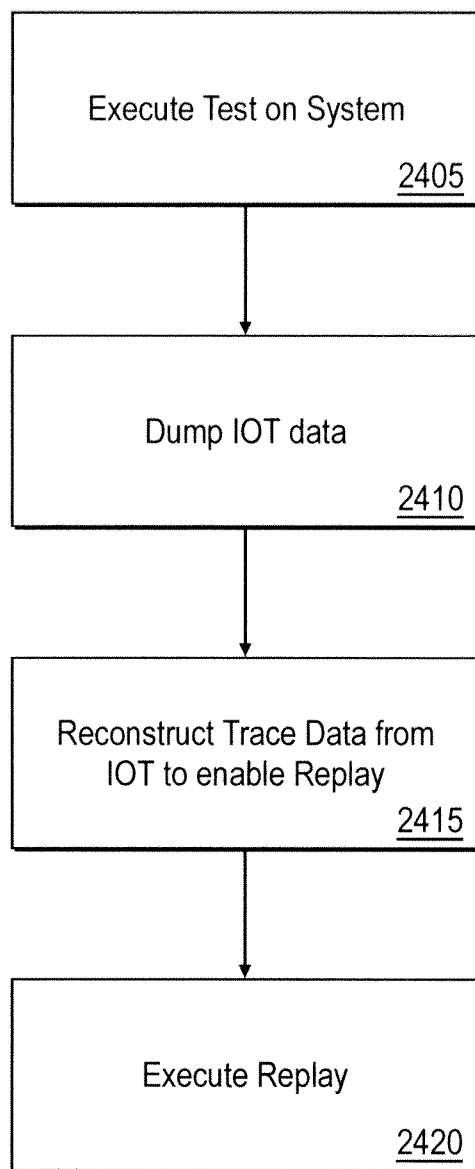 Execute Test on System
2405
Dump IOT data
2410
Reconstruct Trace Data from
IOT to enable Replay
2415
Execute Replay
2420